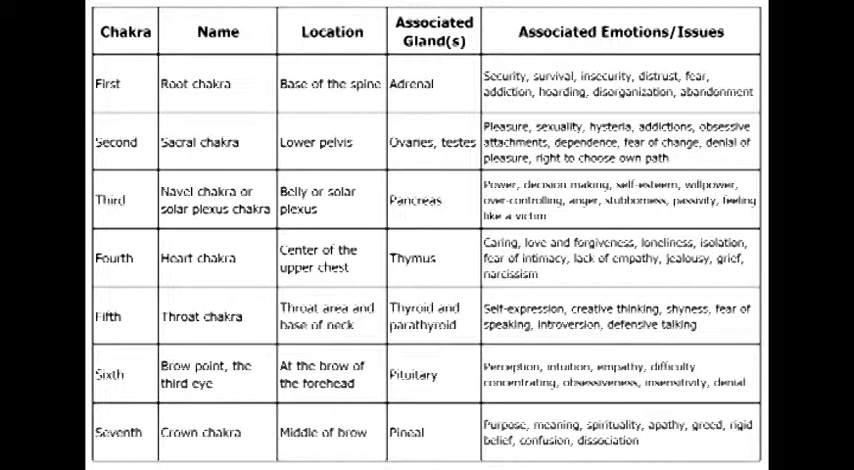 Chakra
Name
Location
Associated
Gland(s)
Associated Emotions/Issues
First
Root chakra
Base of the spine
Adrenal
Security, survival, insecurity, distrust, fear,
addiction, hoarding, disorganization, abandonment
Second
Sacral chakra
Lower pelvis
Ovaries, testes
Pleasure, sexuality, hysteria, addictions, obsessive
attachments, dependence, fear of change, denial of
pleasure, right to choose own path
Third
Navel chakra or
solar plexus chakra
Belly or solar
plexus
Pancreas
Power, decision making, self-esteem, willpower,
over-controlling, anger, stubborness, passivity, feeling
like a victim
Fourth
Heart chakra
Center of the
upper chest
Thymus
Caring, love and forgiveness, loneliness, isolation,
fear of intimacy, lack of empathy, jealousy, grief,
narcissism
Fifth
Throat chakra
Throat area and
base of neck
Thyroid and
parathyroid
Self-expression, creative thinking, shyness, fear of
speaking, introversion, defensive talking
Sixth
Brow point, the
third eye
At the brow of
the forehead
Pituitary
Perception, intuition, empathy, difficulty
concentrating, obsessiveness, insensitivity, denial
Seventh
Crown chakra
Middle of brow
Pineal
Purpose, meaning, spirituality, apathy, greed, rigid
belief, confusion, dissociation